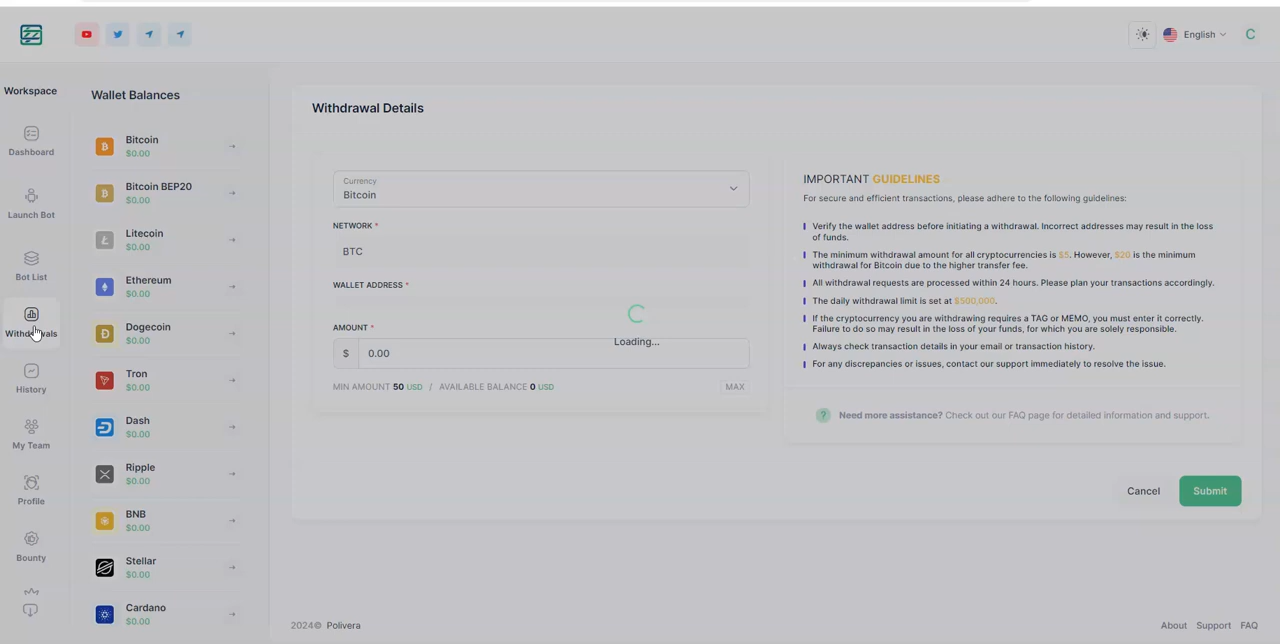 English
C
Workspace
Dashboard
Launch Bot
Bot List
Withdrawals
History
My Team
Profile
Bounty
Wallet Balances
Bitcoin
$0.00
Bitcoin BEP20
$0.00
Litecoin
$0.00
Ethereum
$0.00
Dogecoin
$0.00
Tron
$0.00
Dash
$0.00
Ripple
$0.00
BNB
$0.00
Stellar
$0.00
Cardano
$0.00
Withdrawal Details
Currency
Bitcoin
NETWORK *
BTC
WALLET ADDRESS *
AMOUNT *
$ 0.00
MIN AMOUNT 50 USD / AVAILABLE BALANCE 0 USD MAX
Loading...
IMPORTANT GUIDELINES
For secure and efficient transactions, please adhere to the following guidelines:
Verify the wallet address before initiating a withdrawal. Incorrect addresses may result in the loss
of funds.
The minimum withdrawal amount for all cryptocurrencies is $5. However, $20 is the minimum
withdrawal for Bitcoin due to the higher transfer fee.
All withdrawal requests are processed within 24 hours. Please plan your transactions accordingly.
The daily withdrawal limit is set at $500,000.
If the cryptocurrency you are withdrawing requires a TAG or MEMO, you must enter it correctly.
Failure to do so may result in the loss of your funds, for which you are solely responsible.
Always check transaction details in your email or transaction history.
For any discrepancies or issues, contact our support immediately to resolve the issue.
? Need more assistance? Check out our FAQ page for detailed information and support.
Cancel Submit
2024© Polivera
About Support FAQ